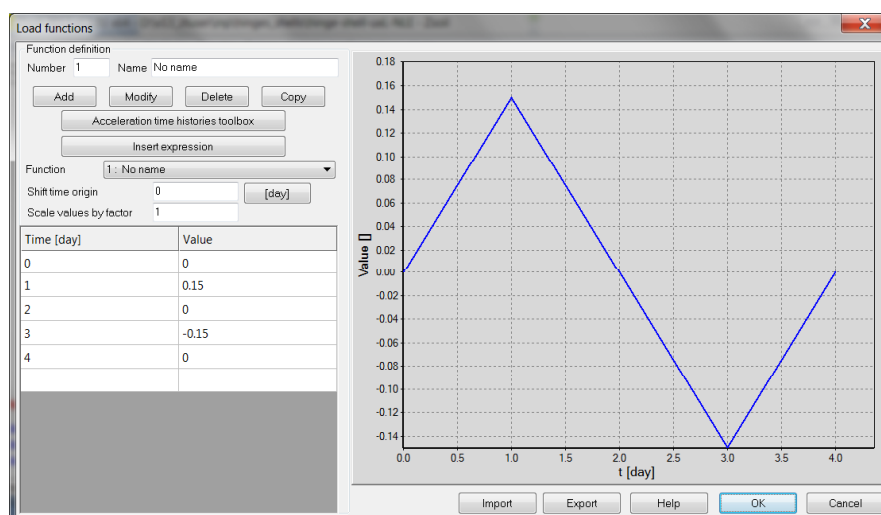 Load functions
Function definition
Number 1 Name No name
Add Modify Delete Copy
Acceleration time histories toolbox
Insert expression
Function 1 : No name
Shift time origin 0 [day]
Scale values by factor 1
Time [day] Value
0 0
1 0.15
2 0
3 -0.15
4 0
0.18
0.16
0.14
0.12
0.10
0.08
0.06
0.04
0.02
0.00
-0.02
-0.04
-0.06
-0.08
-0.10
-0.12
-0.14
Value []
0.0 0.5 1.0 1.5 2.0 2.5 3.0 3.5 4.0
t [day]
Import Export Help OK Cancel